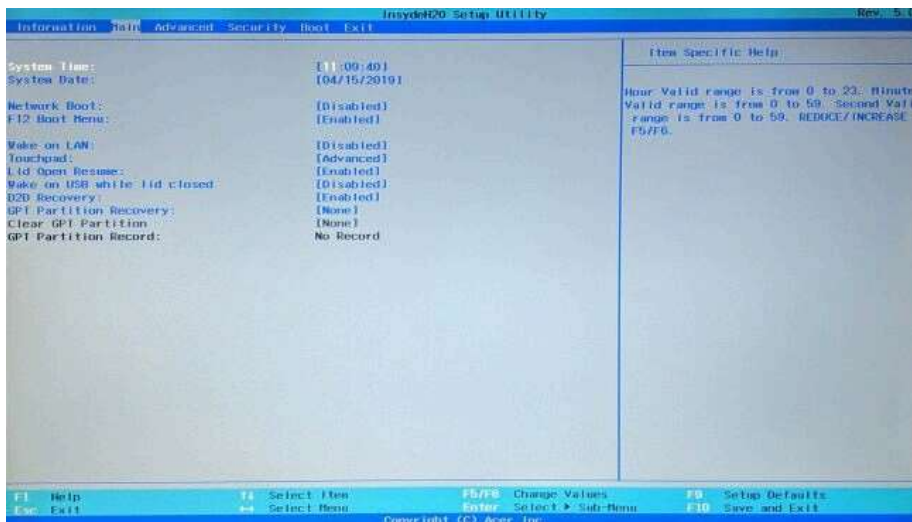 InsydeH2O Setup Utility Rev. 5.0
Information Main Advanced Security Boot Exit
Item Specific Help
System Time: [11:09:40]
System Date: [04/15/2019]
Hour Valid range is from 0 to 23. Minute
Valid range is from 0 to 59. Second Vali
range is from 0 to 59. REDUCE/INCREASE
F5/F6.
Network Boot: [Disabled]
F12 Boot Menu: [Enabled]
Wake on LAN: [Disabled]
Touchpad: [Advanced]
Lid Open Resume: [Enabled]
Wake on USB while lid closed [Disabled]
D2D Recovery: [Enabled]
GPT Partition Recovery: [None]
Clear GPT Partition [None]
GPT Partition Record: No Record
F1 Help ↑↓ Select Item F5/F6 Change Values F9 Setup Defaults
Esc Exit ←→ Select Menu Enter Select ▶ Sub-Menu F10 Save and Exit
Copyright (C) Acer Inc.